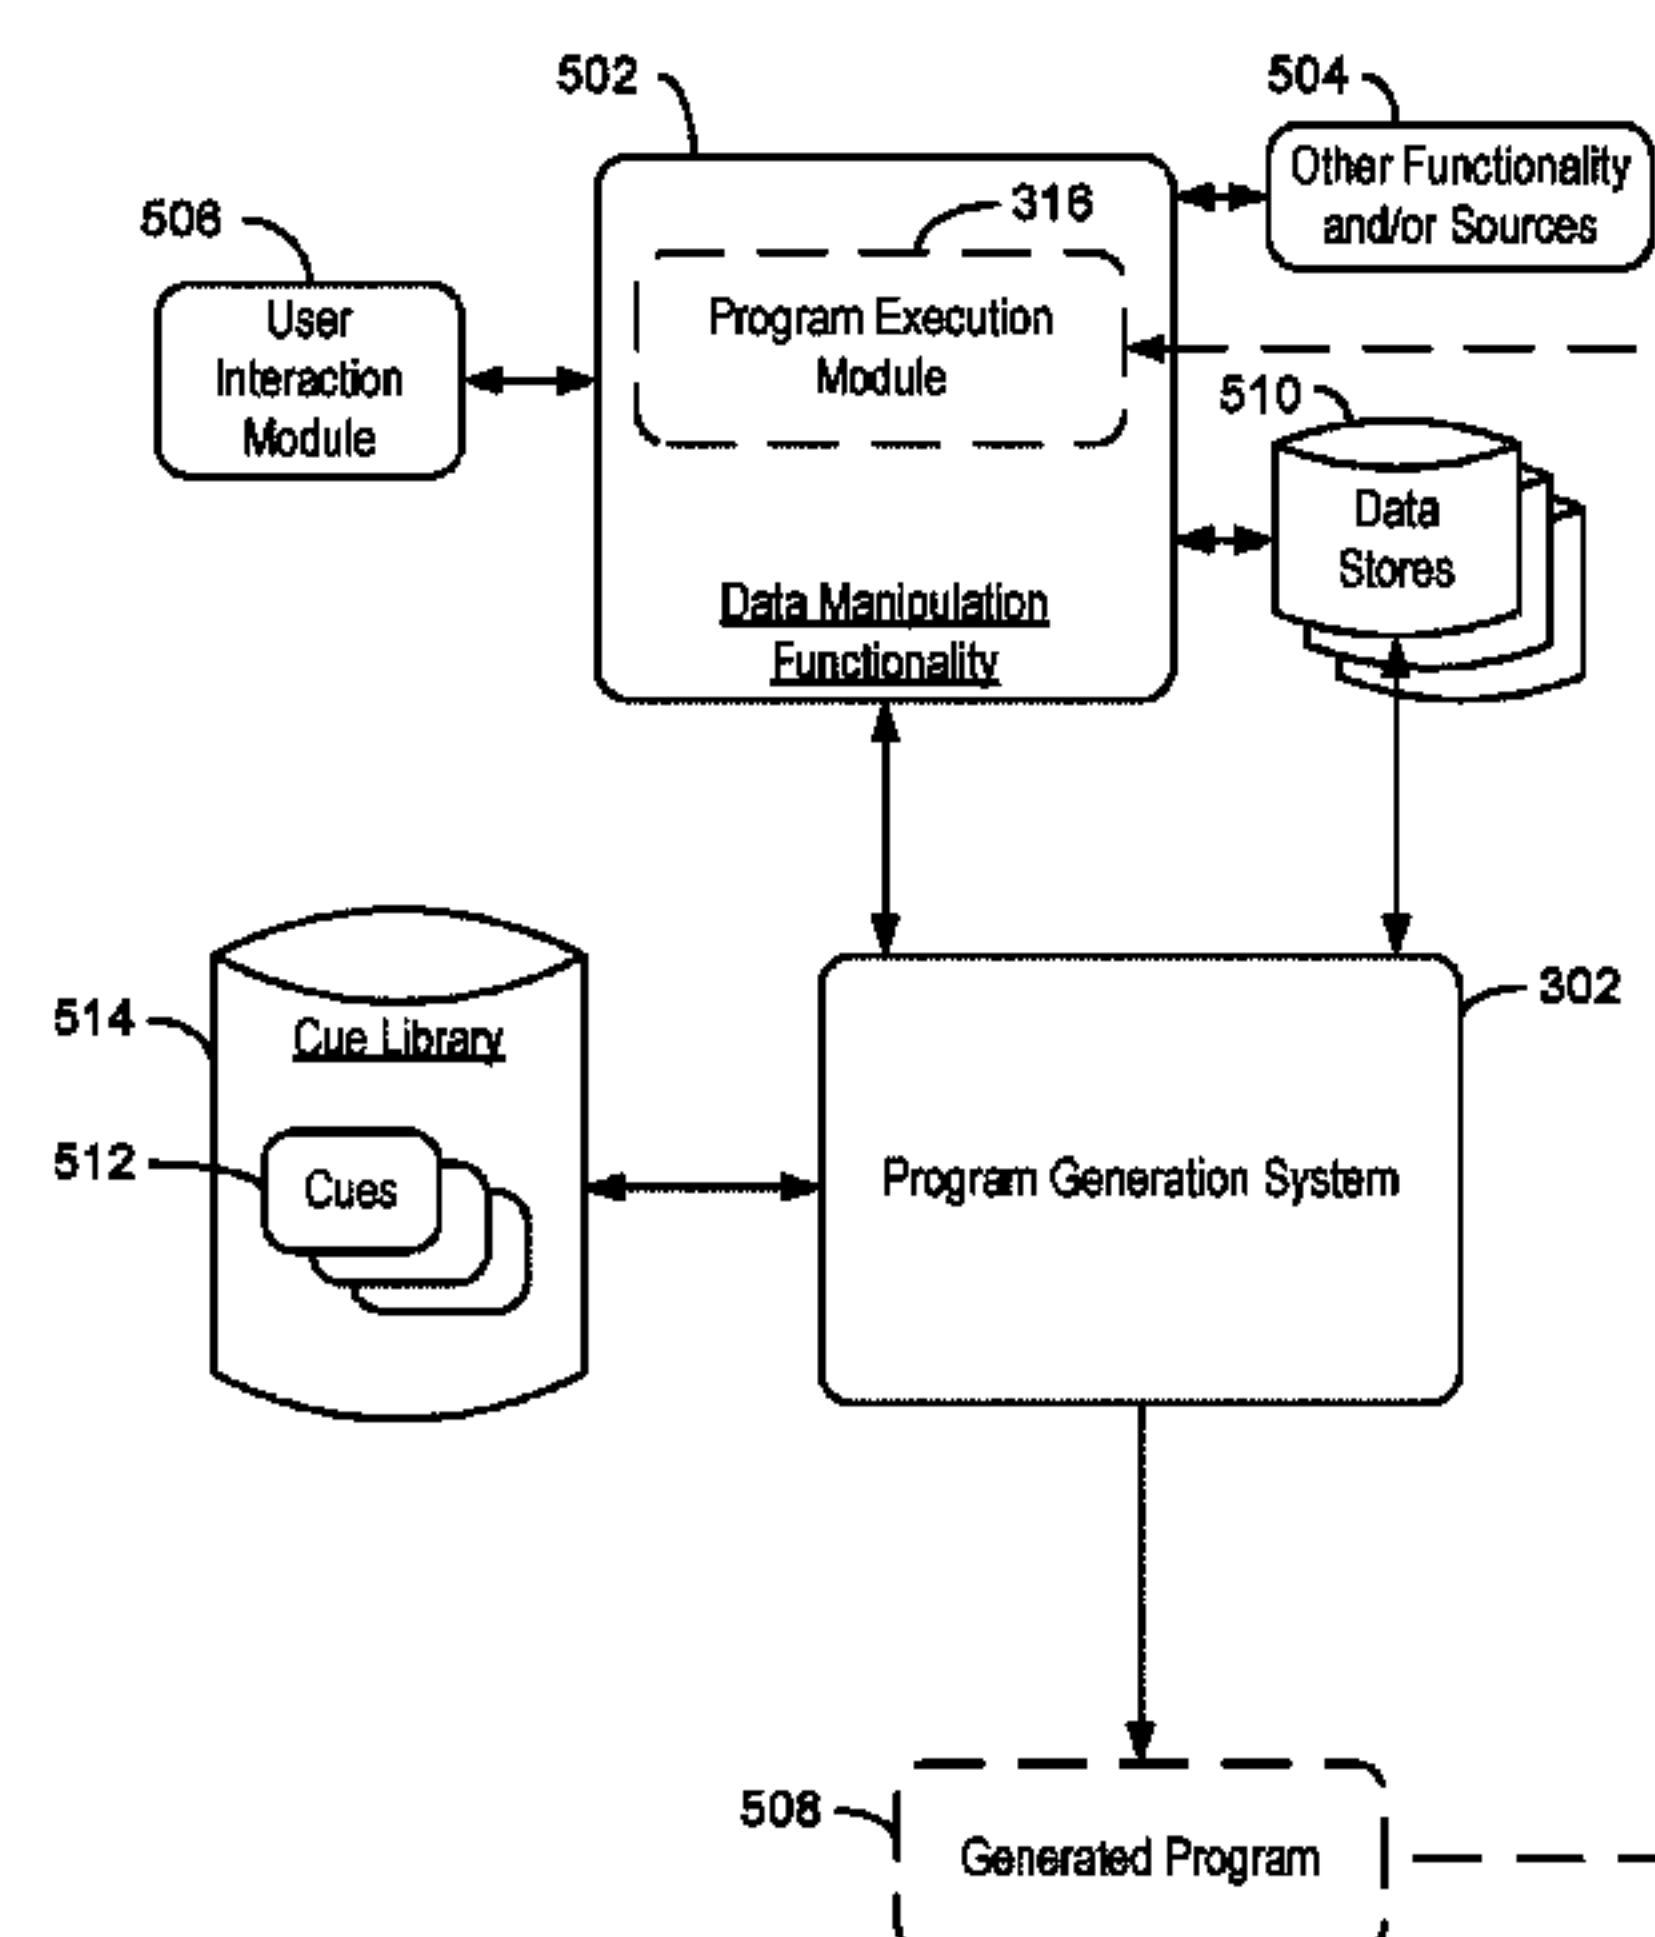 502
504
Other Functionality
and/or Sources
316
506
User
Interaction
Module
Program Execution
Module
510
Data
Stores
Data Manipulation
Functionality
302
514
Cue Library
512
Cues
Program Generation System
508
Generated Program